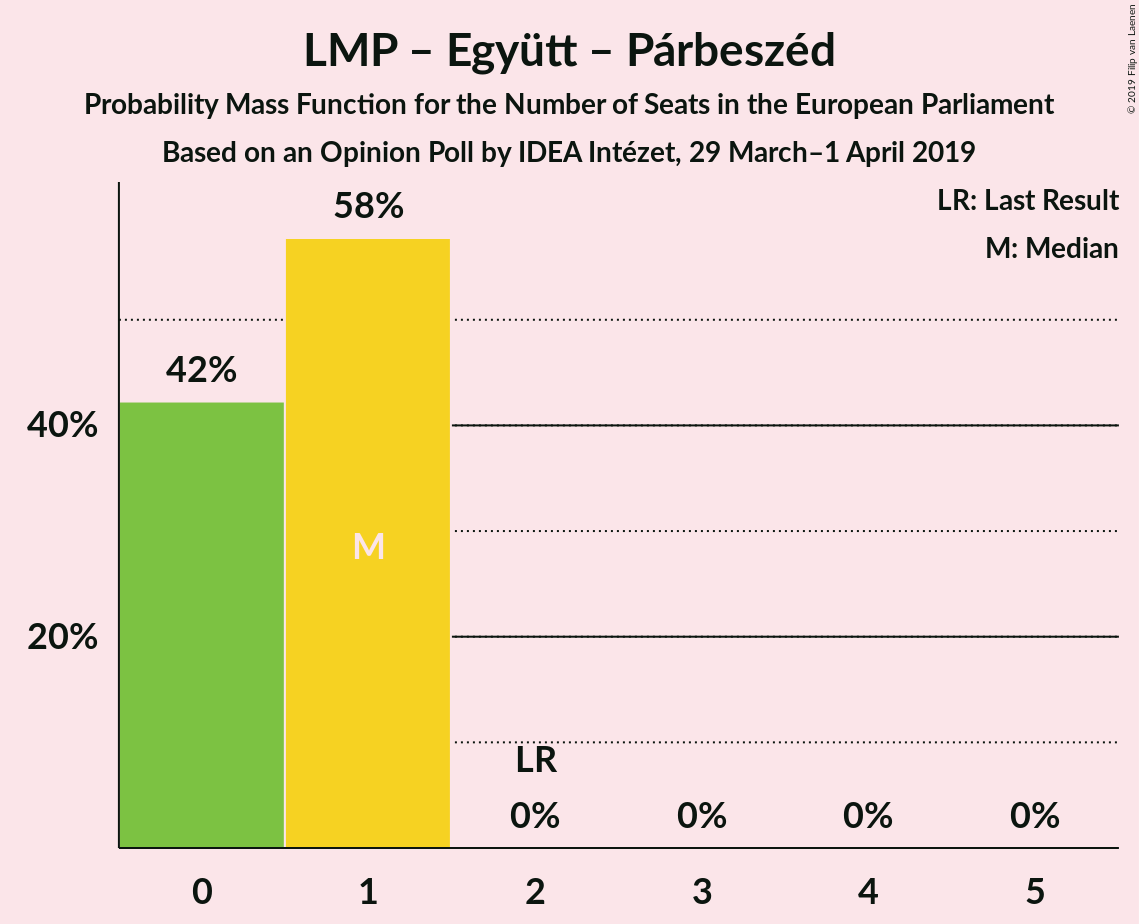 LMP – Együtt – Párbeszéd
Probability Mass Function for the Number of Seats in the European Parliament
Based on an Opinion Poll by IDEA Intézet, 29 March–1 April 2019
© 2019 Filip van Laenen
LR: Last Result
M: Median
58%
42%
40%
M
20%
LR
0% 0% 0% 0%
0 1 2 3 4 5